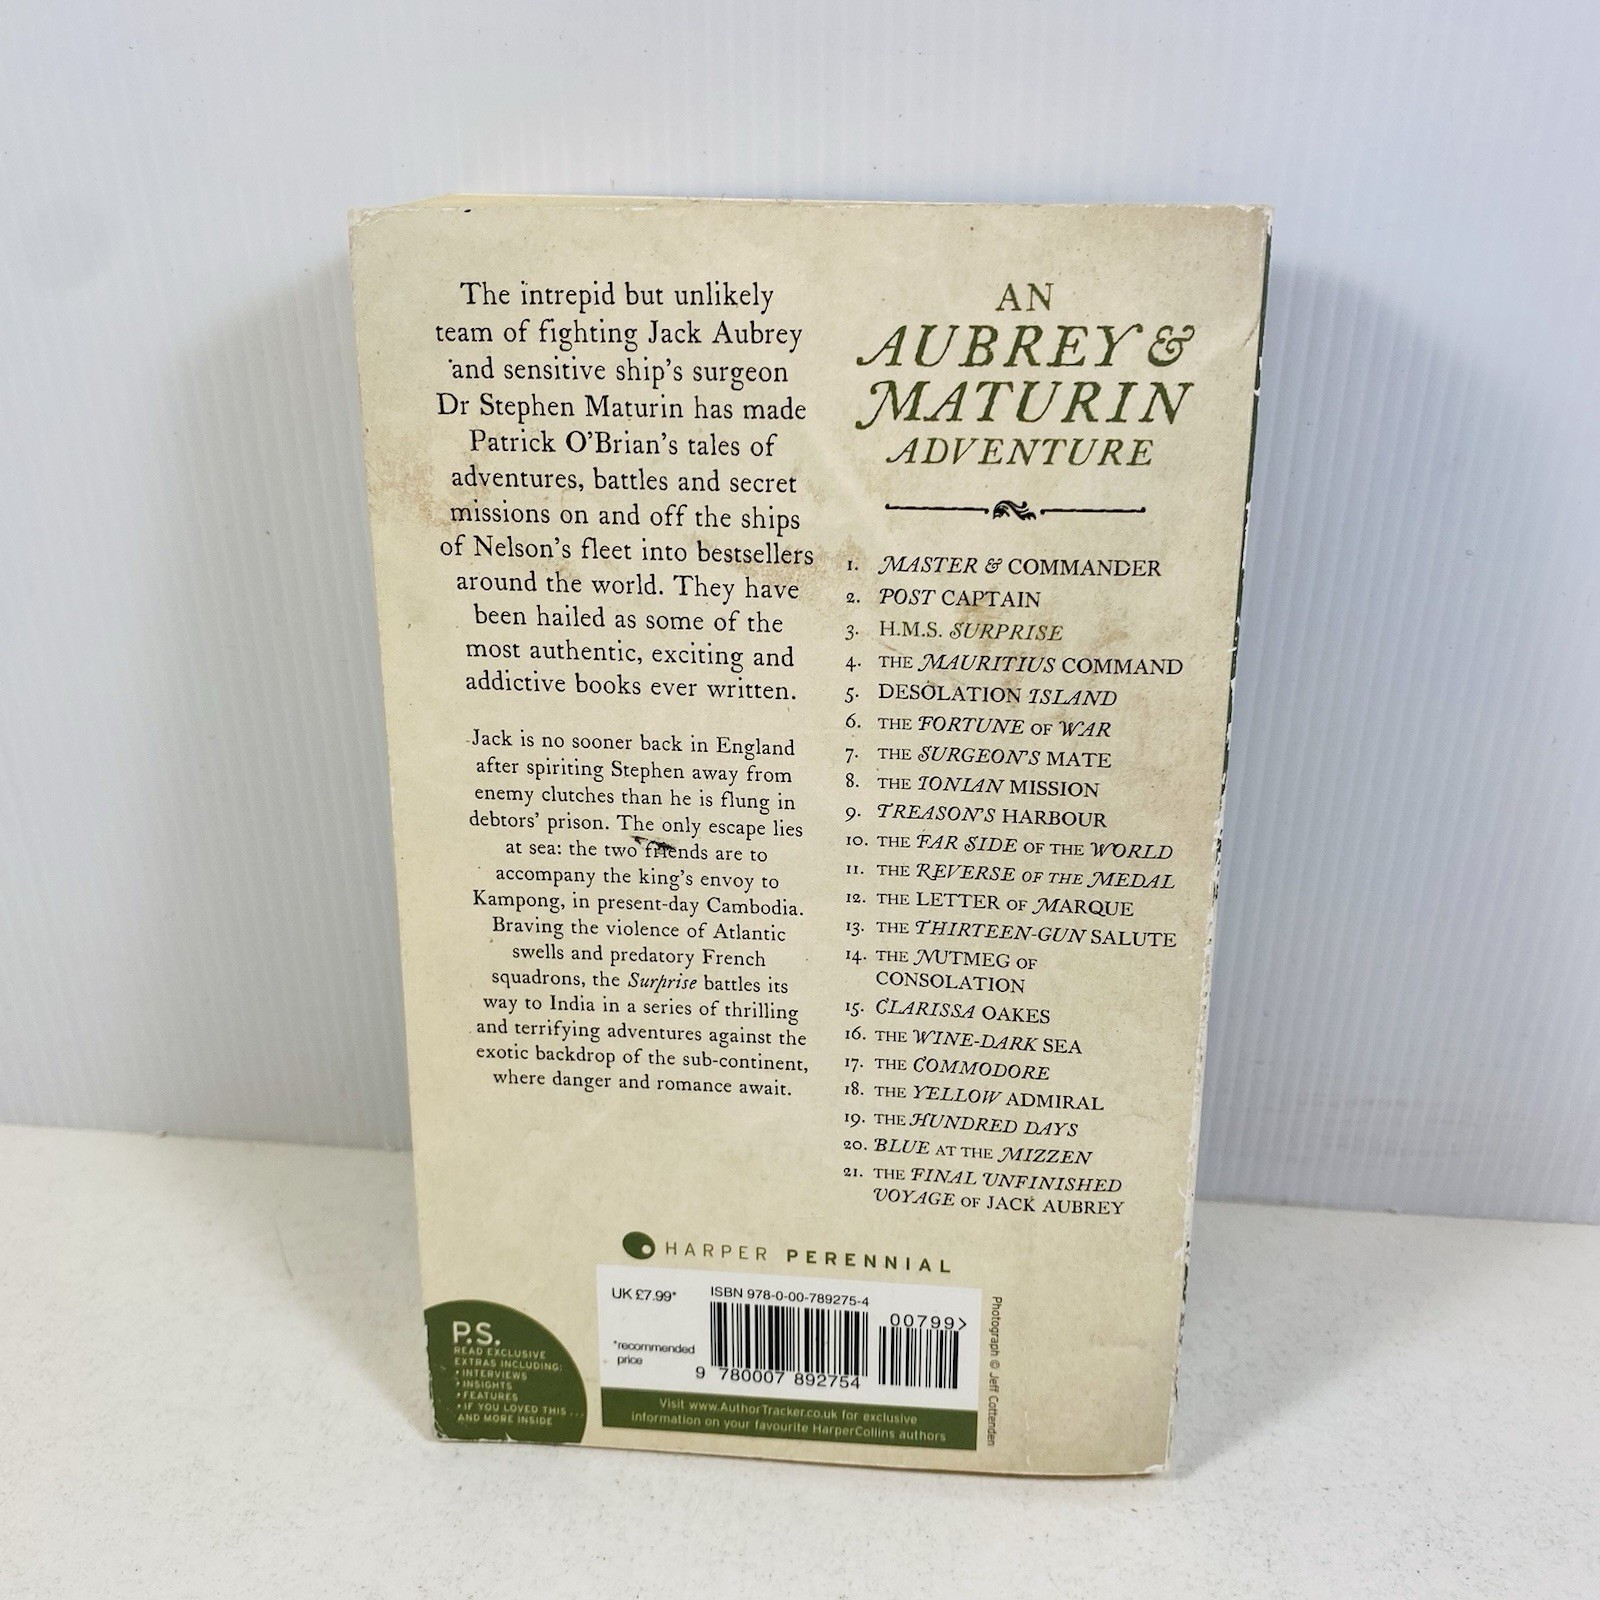 The intrepid but unlikely
team of fighting Jack Aubrey
and sensitive ship's surgeon
Dr Stephen Maturin has made
Patrick O'Brian's tales of
adventures, battles and secret
missions on and off the ships
of Nelson's fleet into bestsellers
around the world. They have
been hailed as some of the
most authentic, exciting and
addictive books ever written.
Jack is no sooner back in England
after spiriting Stephen away from
enemy clutches than he is flung in
debtors' prison. The only escape lies
at sea: the two friends are to
accompany the king's envoy to
Kampong, in present-day Cambodia.
Braving the violence of Atlantic
swells and predatory French
squadrons, the Surprise battles its
way to India in a series of thrilling
and terrifying adventures against the
exotic backdrop of the sub-continent,
where danger and romance await.
AN
AUBREY &
MATURIN
ADVENTURE
1. MASTER & COMMANDER
2. POST CAPTAIN
3. H.M.S. SURPRISE
4. THE MAURITIUS COMMAND
5. DESOLATION ISLAND
6. THE FORTUNE OF WAR
7. THE SURGEON'S MATE
8. THE IONIAN MISSION
9. TREASON'S HARBOUR
10. THE FAR SIDE OF THE WORLD
11. THE REVERSE OF THE MEDAL
12. THE LETTER OF MARQUE
13. THE THIRTEEN-GUN SALUTE
14. THE NUTMEG OF
CONSOLATION
15. CLARISSA OAKES
16. THE WINE-DARK SEA
17. THE COMMODORE
18. THE YELLOW ADMIRAL
19. THE HUNDRED DAYS
20. BLUE AT THE MIZZEN
21. THE FINAL UNFINISHED
VOYAGE OF JACK AUBREY
HARPER PERENNIAL
UK £7.99*
*recommended
price
ISBN 978-0-00-789275-4
00799>
9 780007 892754
Visit www.AuthorTracker.co.uk for exclusive
information on your favourite HarperCollins authors
Photograph © Jeff Cottenden
P.S.
READ EXCLUSIVE
EXTRAS INCLUDING:
• INTERVIEWS
• INSIGHTS
• FEATURES
• IF YOU LOVED THIS ...
AND MORE INSIDE